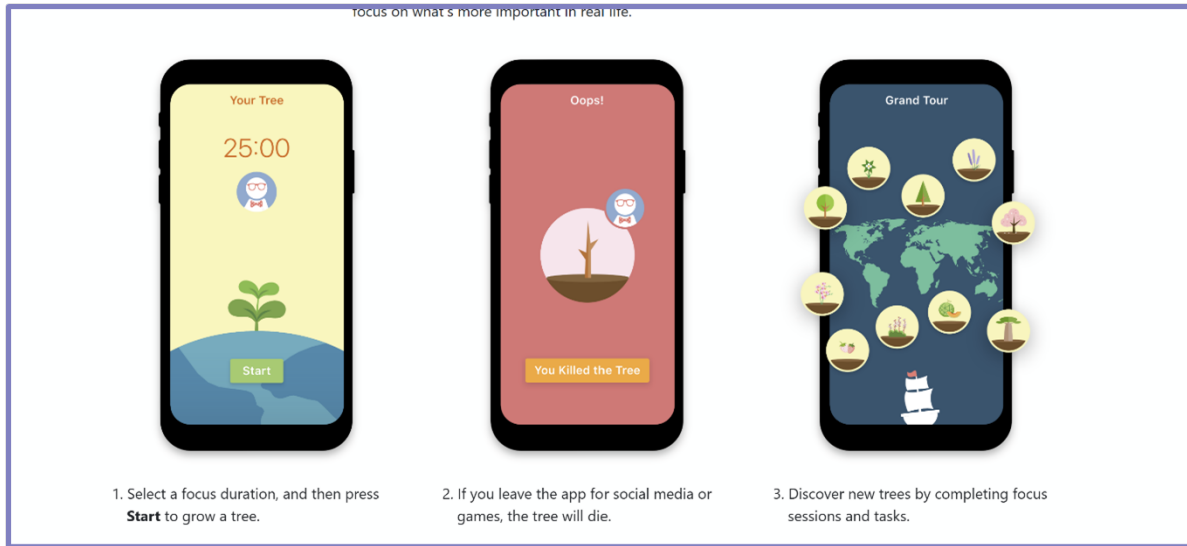 focus on what's more important in real life.
Your Tree
25:00
Start
Oops!
You Killed the Tree
Grand Tour
1. Select a focus duration, and then press
Start to grow a tree.
2. If you leave the app for social media or
games, the tree will die.
3. Discover new trees by completing focus
sessions and tasks.